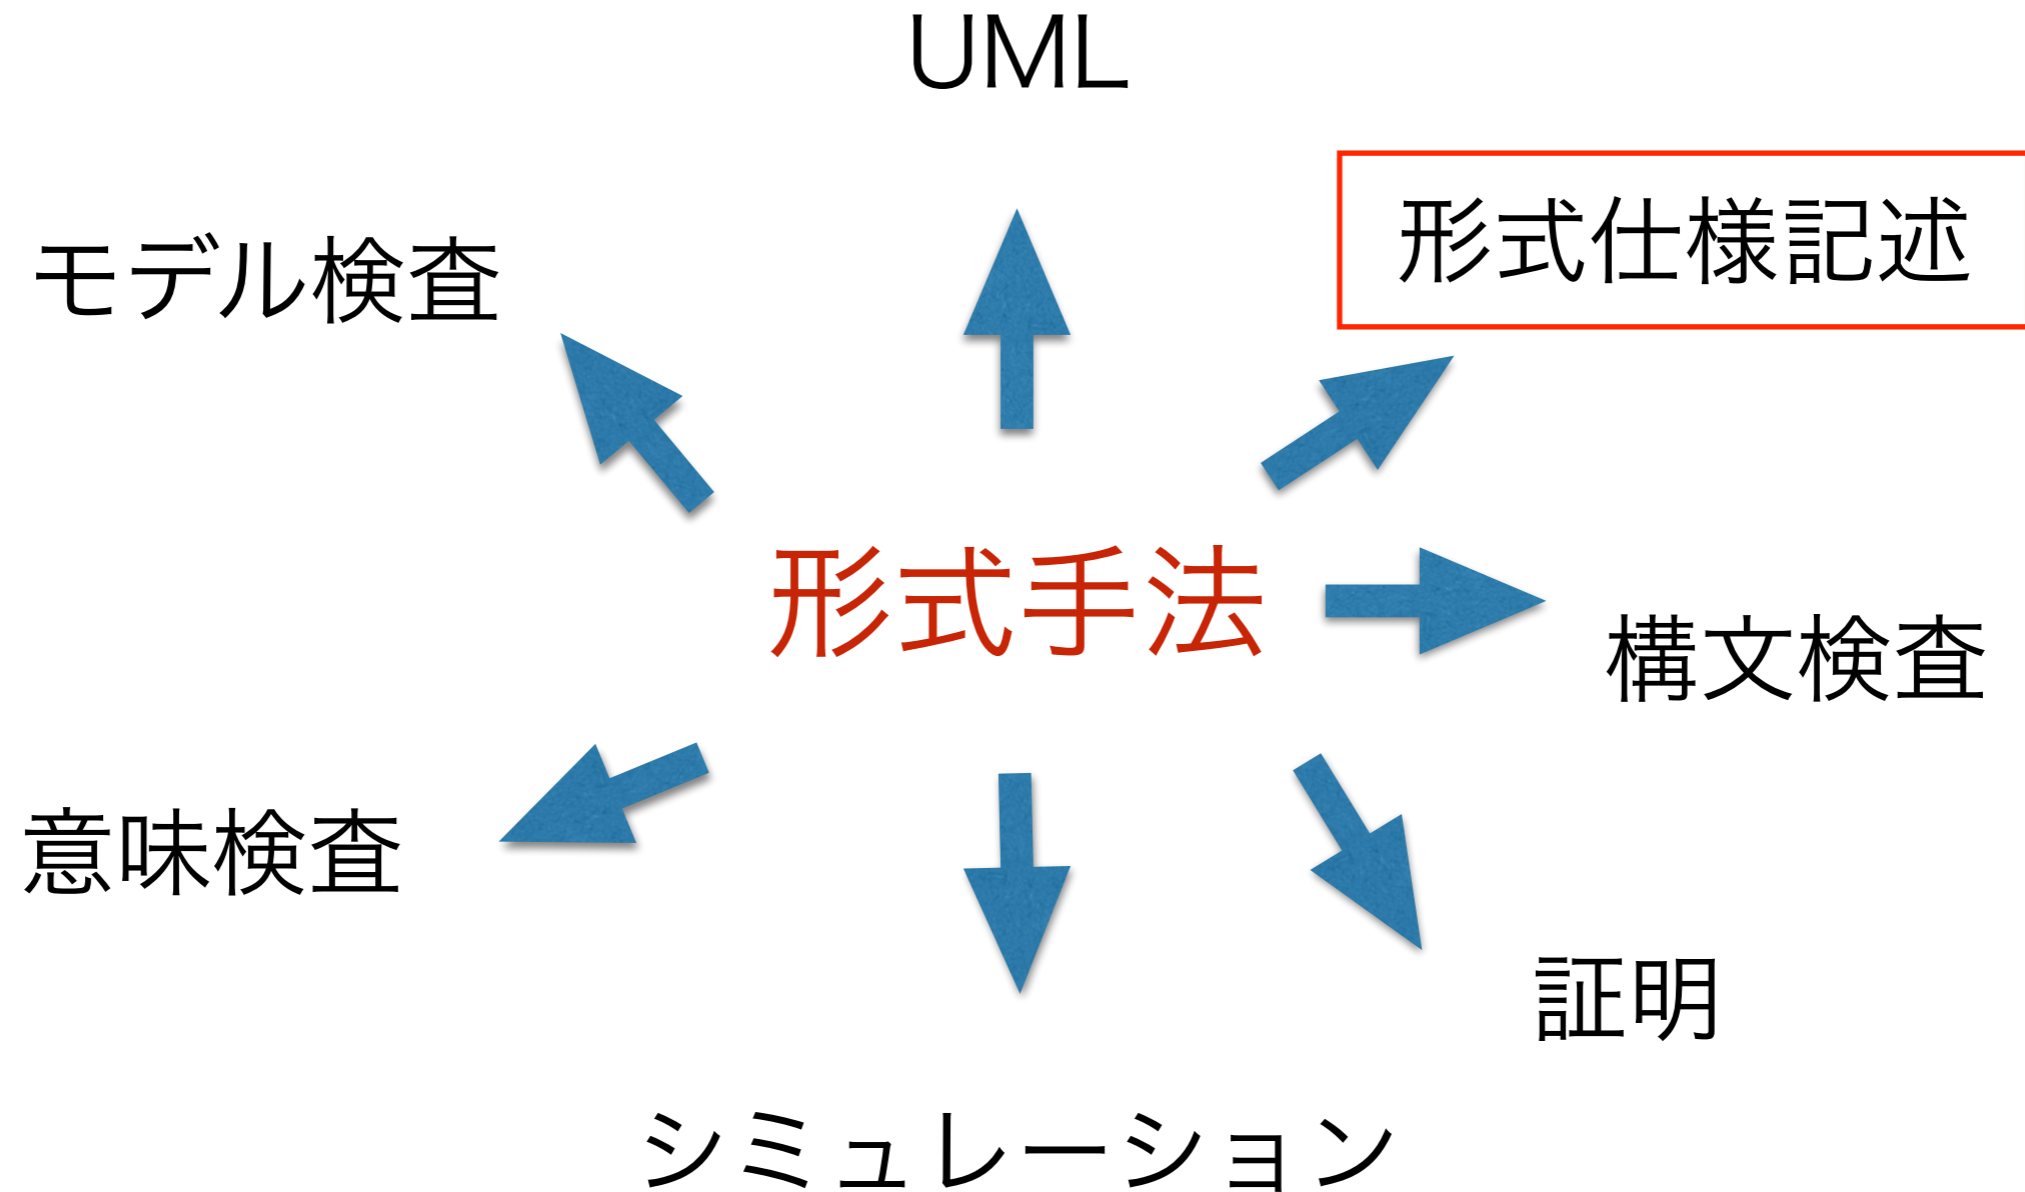 UML
形式仕様記述
モデル検査
形式手法
構文検査
意味検査
証明
シミュレーション